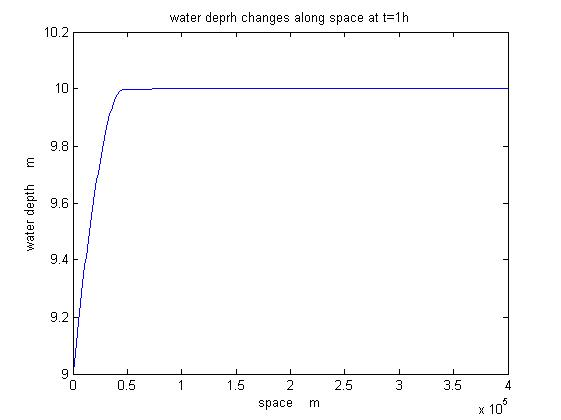 water deprh changes along space at t=1h
10.2
10
9.8
9.6
9.4
9.2
9
water depth m
0 0.5 1 1.5 2 2.5 3 3.5 4
x 10^5
space m